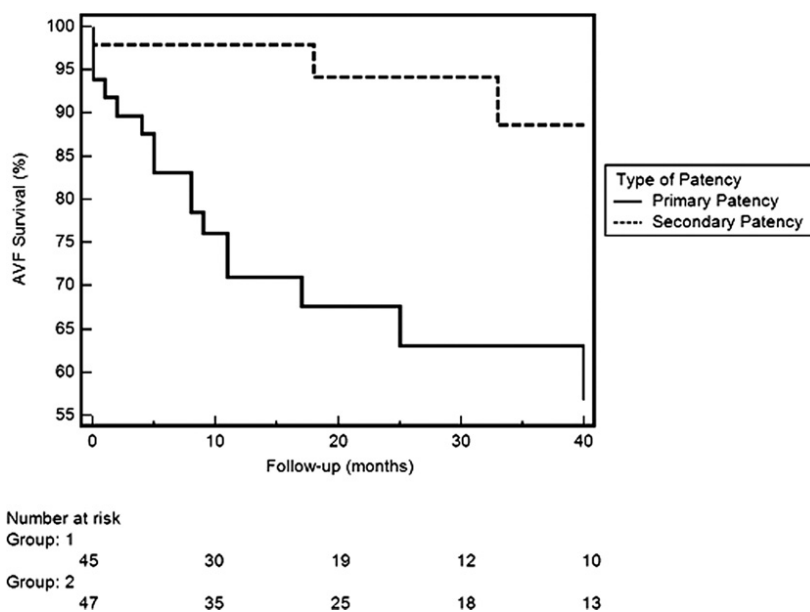 100
95
90
85
80
75
70
65
60
55
AVF Survival (%)
0 10 20 30 40
Follow-up (months)
Type of Patency
Primary Patency
Secondary Patency
Number at risk
Group: 1
45 30 19 12 10
Group: 2
47 35 25 18 13